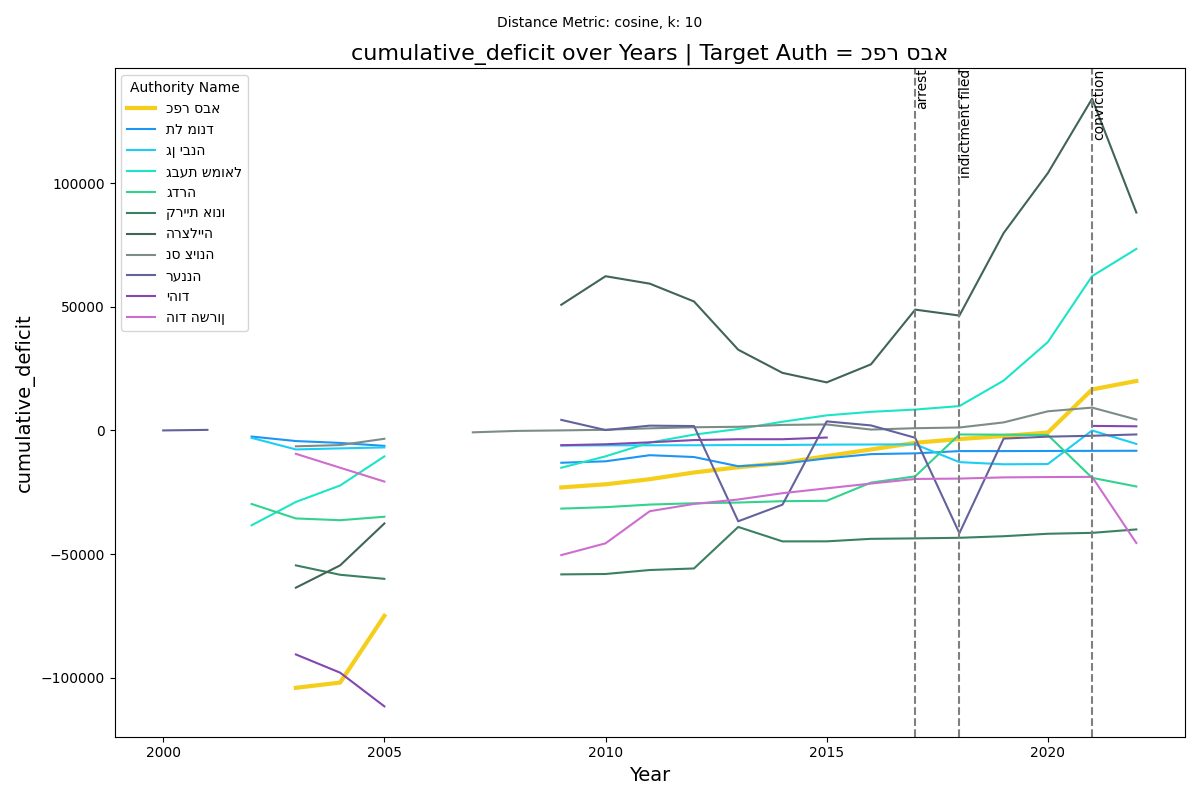 Distance Metric: cosine, k: 10
cumulative_deficit over Years | Target Auth = כפר סבא
Authority Name
כפר סבא
תל מונד
גן יבנה
גבעת שמואל
גדרה
קריית אונו
הרצלייה
נס ציונה
רעננה
יהוד
הוד השרון
arrest
indictment filed
conviction
cumulative_deficit
100000
50000
0
−50000
−100000
2000
2005
2010
2015
2020
Year